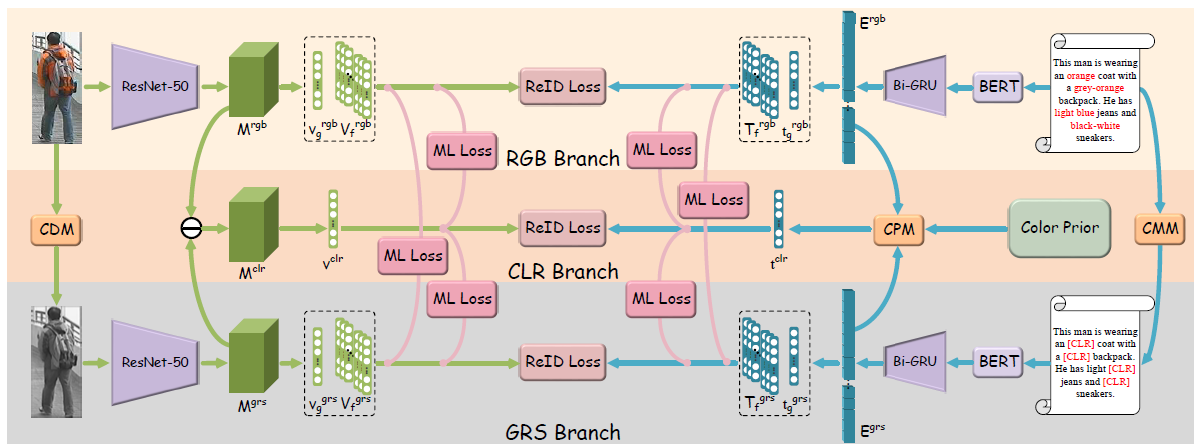 ResNet-50
M^rgb
v_g^rgb V_f^rgb
ReID Loss
ML Loss
ML Loss
RGB Branch
T_f^rgb t_g^rgb
E^rgb
Bi-GRU
BERT
This man is wearing
an orange coat with
a grey-orange
backpack. He has
light blue jeans and
black-white
sneakers.
CDM
M^clr
v^clr
ML Loss
ReID Loss
CLR Branch
ML Loss
t^clr
CPM
Color Prior
CMM
ResNet-50
M^grs
v_g^grs V_f^grs
ML Loss
ReID Loss
ML Loss
GRS Branch
T_f^grs t_g^grs
E^grs
Bi-GRU
BERT
This man is wearing
an [CLR] coat with
a [CLR] backpack.
He has light [CLR]
jeans and [CLR]
sneakers.